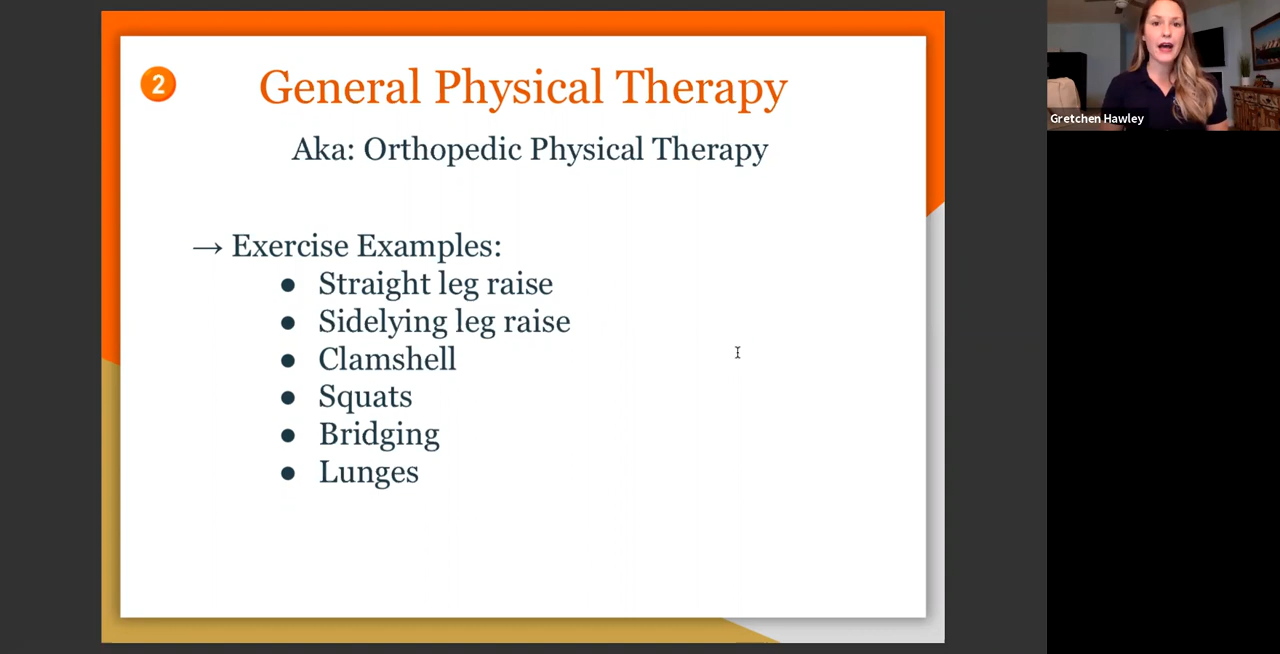 2
General Physical Therapy
Aka: Orthopedic Physical Therapy
→ Exercise Examples:
● Straight leg raise
● Sidelying leg raise
● Clamshell
● Squats
● Bridging
● Lunges
Gretchen Hawley